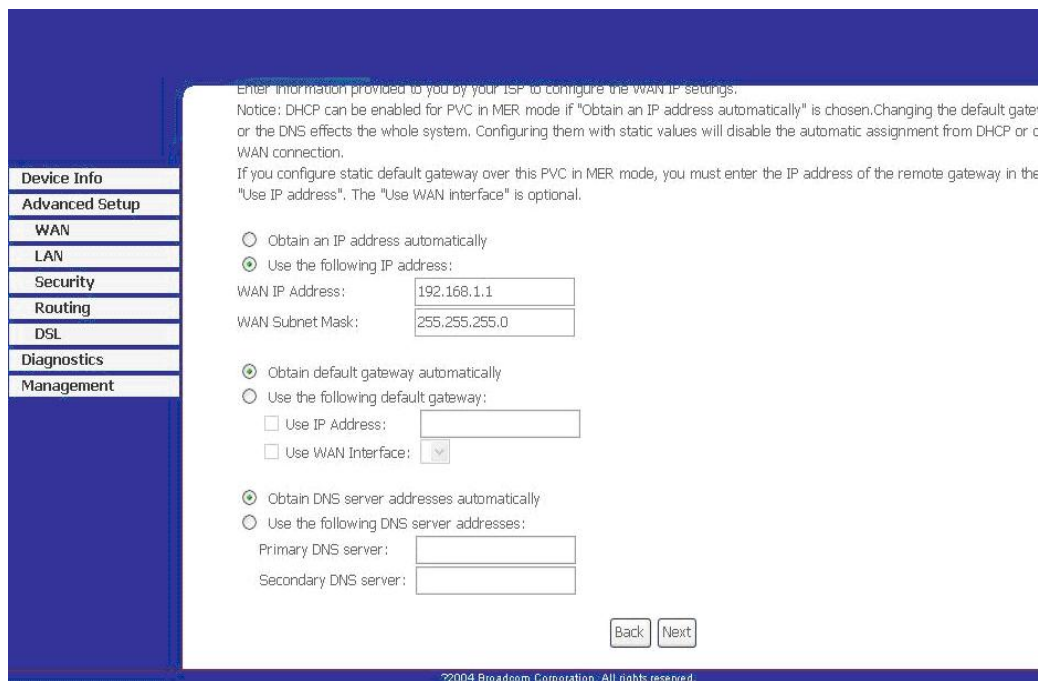 Enter information provided to you by your ISP to configure the WAN IP settings.
Notice: DHCP can be enabled for PVC in MER mode if "Obtain an IP address automatically" is chosen.Changing the default
or the DNS effects the whole system. Configuring them with static values will disable the automatic assignment from DHCP or
WAN connection.
If you configure static default gateway over this PVC in MER mode, you must enter the IP address of the remote gateway in the
"Use IP address". The "Use WAN interface" is optional.
Device Info
Advanced Setup
WAN
LAN
Security
Routing
DSL
Diagnostics
Management
Obtain an IP address automatically
Use the following IP address:
WAN IP Address: 192.168.1.1
WAN Subnet Mask: 255.255.255.0
Obtain default gateway automatically
Use the following default gateway:
Use IP Address:
Use WAN Interface:
Obtain DNS server addresses automatically
Use the following DNS server addresses:
Primary DNS server:
Secondary DNS server:
Back Next
?2004 Broadcom Corporation. All rights reserved.